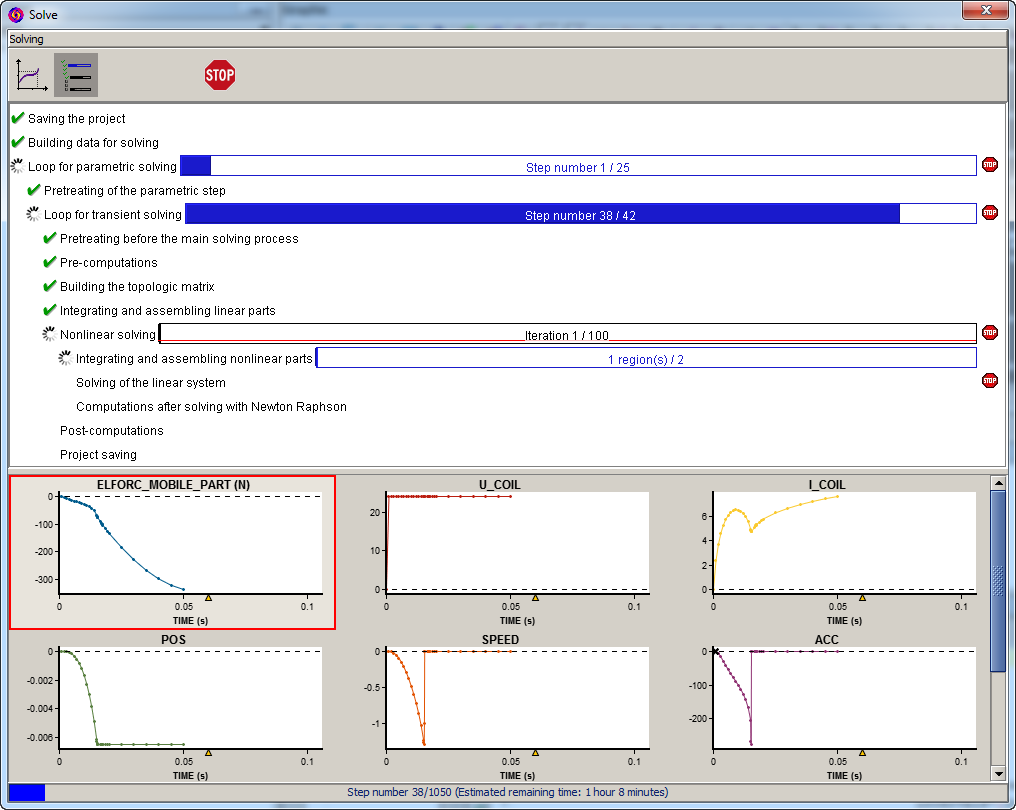 Solve
Solving
STOP
Saving the project
Building data for solving
Loop for parametric solving Step number 1 / 25 STOP
Pretreating of the parametric step
Loop for transient solving Step number 38 / 42 STOP
Pretreating before the main solving process
Pre-computations
Building the topologic matrix
Integrating and assembling linear parts
Nonlinear solving Iteration 1 / 100 STOP
Integrating and assembling nonlinear parts 1 region(s) / 2
Solving of the linear system STOP
Computations after solving with Newton Raphson
Post-computations
Project saving
ELFORC_MOBILE_PART (N)
0
-100
-200
-300
0 0.05 0.1
TIME (s)
U_COIL
20
10
0
0 0.05 0.1
TIME (s)
I_COIL
6
4
2
0
0 0.05 0.1
TIME (s)
POS
0
-0.002
-0.004
-0.006
0 0.05 0.1
TIME (s)
SPEED
0
-0.5
-1
0 0.05 0.1
TIME (s)
ACC
0
-100
-200
0 0.05 0.1
TIME (s)
Step number 38/1050 (Estimated remaining time: 1 hour 8 minutes)